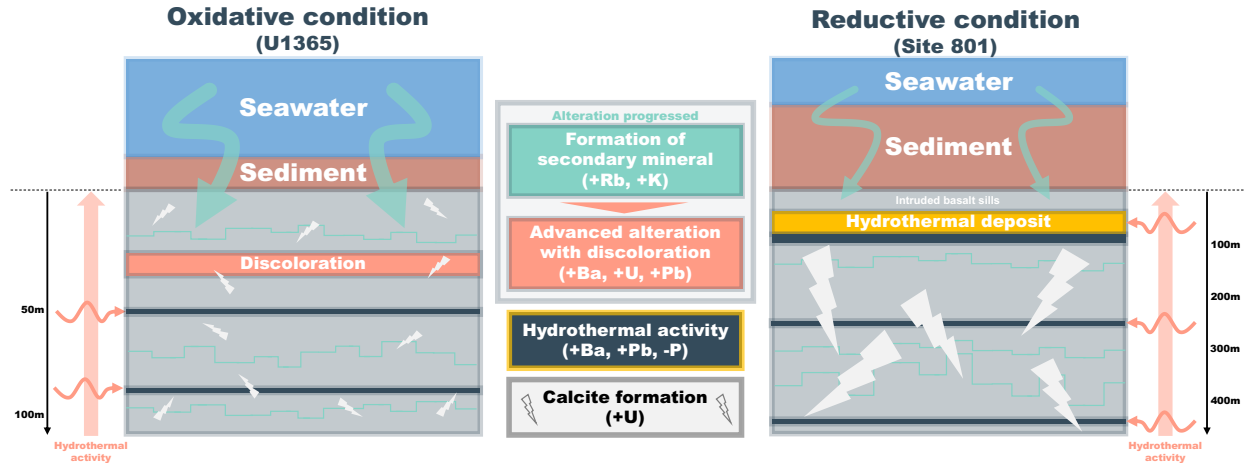 Oxidative condition
(U1365)
Seawater
Sediment
Discoloration
50m
100m
Hydrothermal
activity
Alteration progressed
Formation of
secondary mineral
(+Rb, +K)
Advanced alteration
with discoloration
(+Ba, +U, +Pb)
Hydrothermal activity
(+Ba, +Pb, -P)
Calcite formation
(+U)
Reductive condition
(Site 801)
Seawater
Sediment
Intruded basalt sills
Hydrothermal deposit
100m
200m
300m
400m
Hydrothermal
activity